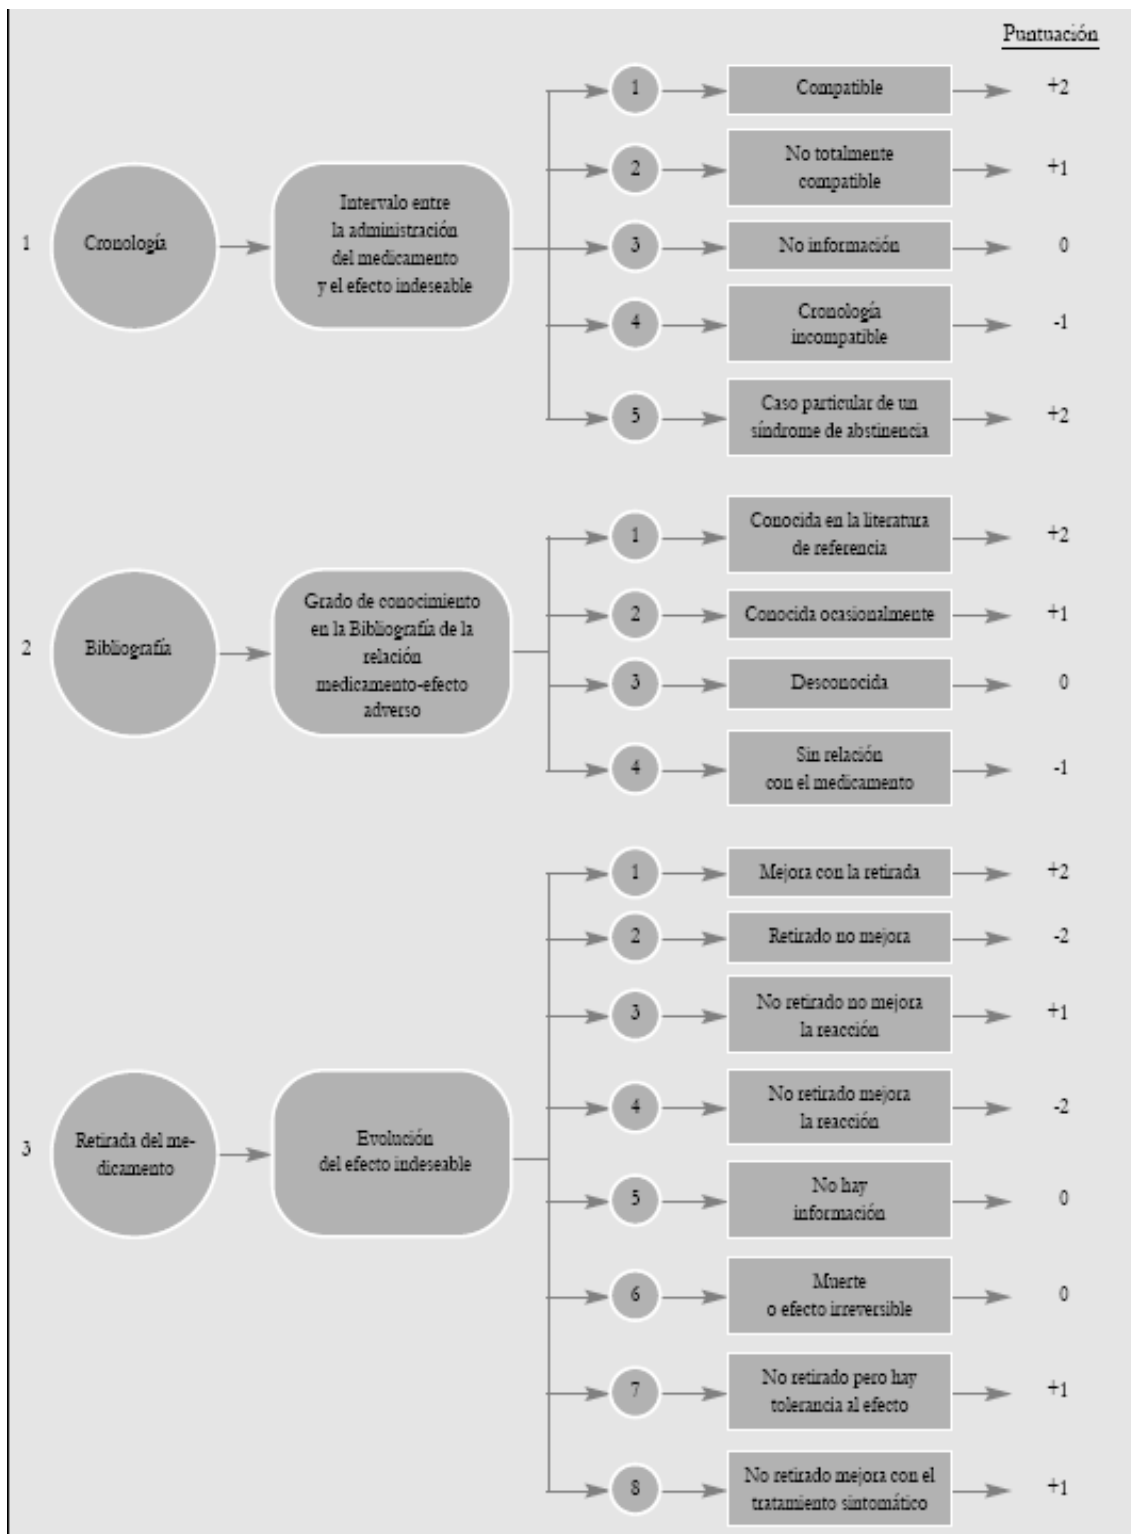 Puntuación
1
Cronología
Intervalo entre
la administración
del medicamento
y el efecto indeseable
1
Compatible
+2
2
No totalmente
compatible
+1
3
No información
0
4
Cronología
incompatible
-1
5
Caso particular de un
síndrome de abstinencia
+2
2
Bibliografía
Grado de conocimiento
en la Bibliografía de la
relación
medicamento-efecto
adverso
1
Conocida en la literatura
de referencia
+2
2
Conocida ocasionalmente
+1
3
Desconocida
0
4
Sin relación
con el medicamento
-1
3
Retirada del me-
dicamento
Evolución
del efecto indeseable
1
Mejora con la retirada
+2
2
Retirado no mejora
-2
3
No retirado no mejora
la reacción
+1
4
No retirado mejora
la reacción
-2
5
No hay
información
0
6
Muerte
o efecto irreversible
0
7
No retirado pero hay
tolerancia al efecto
+1
8
No retirado mejora con el
tratamiento sintomático
+1